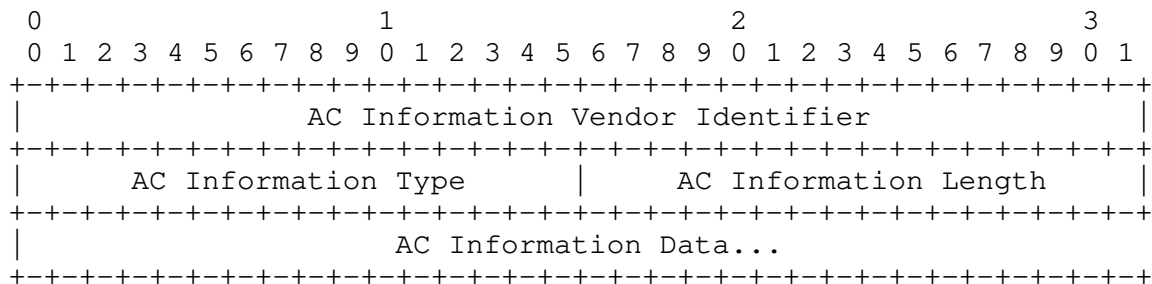 0                   1                   2                   3
 0 1 2 3 4 5 6 7 8 9 0 1 2 3 4 5 6 7 8 9 0 1 2 3 4 5 6 7 8 9 0 1
+-+-+-+-+-+-+-+-+-+-+-+-+-+-+-+-+-+-+-+-+-+-+-+-+-+-+-+-+-+-+-+-+
|                AC Information Vendor Identifier               |
+-+-+-+-+-+-+-+-+-+-+-+-+-+-+-+-+-+-+-+-+-+-+-+-+-+-+-+-+-+-+-+-+
|      AC Information Type      |     AC Information Length     |
+-+-+-+-+-+-+-+-+-+-+-+-+-+-+-+-+-+-+-+-+-+-+-+-+-+-+-+-+-+-+-+-+
|                     AC Information Data...
+-+-+-+-+-+-+-+-+-+-+-+-+-+-+-+-+-+-+-+-+-+-+-+-+-+-+-+-+-+-+-+-+